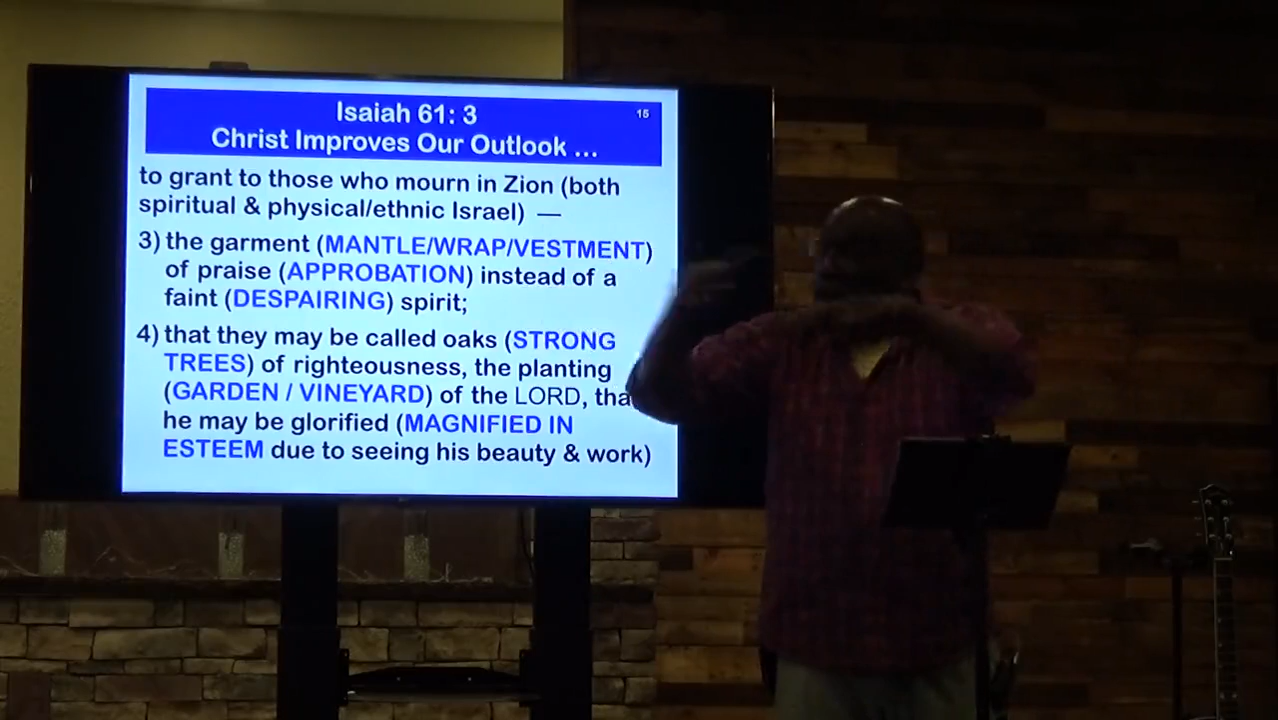 Isaiah 61: 3
15
Christ Improves Our Outlook ...
to grant to those who mourn in Zion (both
spiritual & physical/ethnic Israel) —
3) the garment (MANTLE/WRAP/VESTMENT)
of praise (APPROBATION) instead of a
faint (DESPAIRING) spirit;
4) that they may be called oaks (STRONG
TREES) of righteousness, the planting
(GARDEN / VINEYARD) of the LORD, tha
he may be glorified (MAGNIFIED IN
ESTEEM due to seeing his beauty & work)